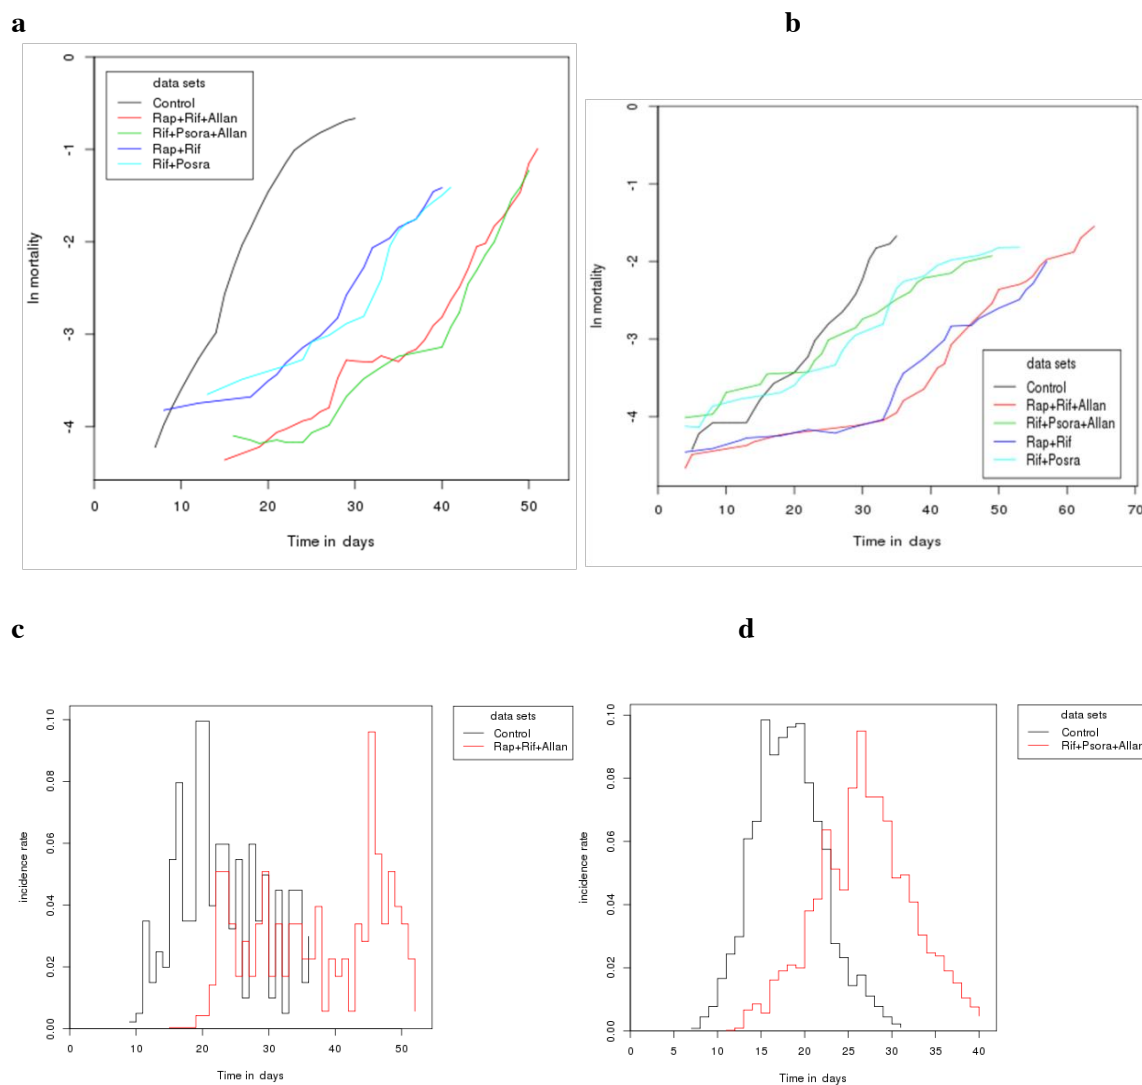 a
b
0
-1
-2
-3
-4
ln mortality
data sets
Control
Rap+Rif+Allan
Rif+Psora+Allan
Rap+Rif
Rif+Posra
0 10 20 30 40 50
Time in days
0
-1
-2
-3
-4
ln mortality
data sets
Control
Rap+Rif+Allan
Rif+Psora+Allan
Rap+Rif
Rif+Posra
0 10 20 30 40 50 60 70
Time in days
c
d
0.10
0.08
0.06
0.04
0.02
0.00
incidence rate
data sets
Control
Rap+Rif+Allan
0 10 20 30 40 50
Time in days
0.10
0.08
0.06
0.04
0.02
0.00
incidence rate
data sets
Control
Rif+Psora+Allan
0 5 10 15 20 25 30 35 40
Time in days